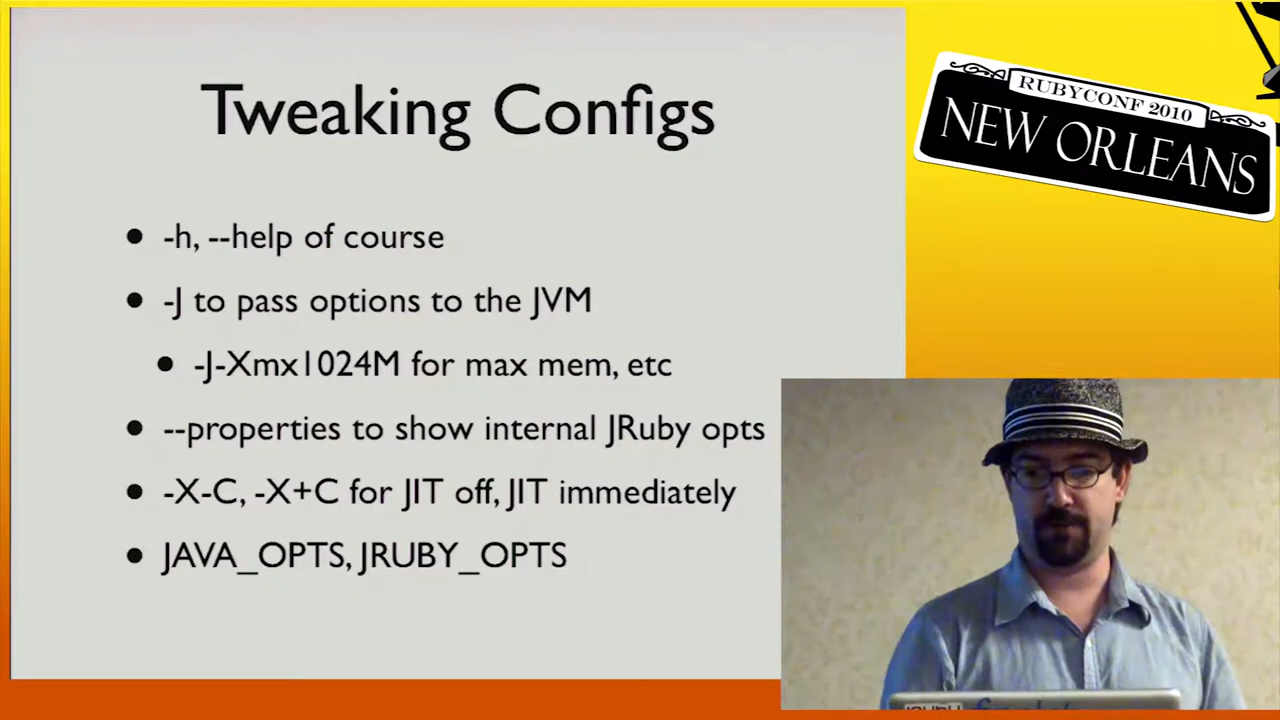 Tweaking Configs
-h, --help of course
-J to pass options to the JVM
-J-Xmx1024M for max mem, etc
--properties to show internal JRuby opts
-X-C, -X+C for JIT off, JIT immediately
JAVA_OPTS, JRUBY_OPTS
RUBYCONF 2010
NEW ORLEANS